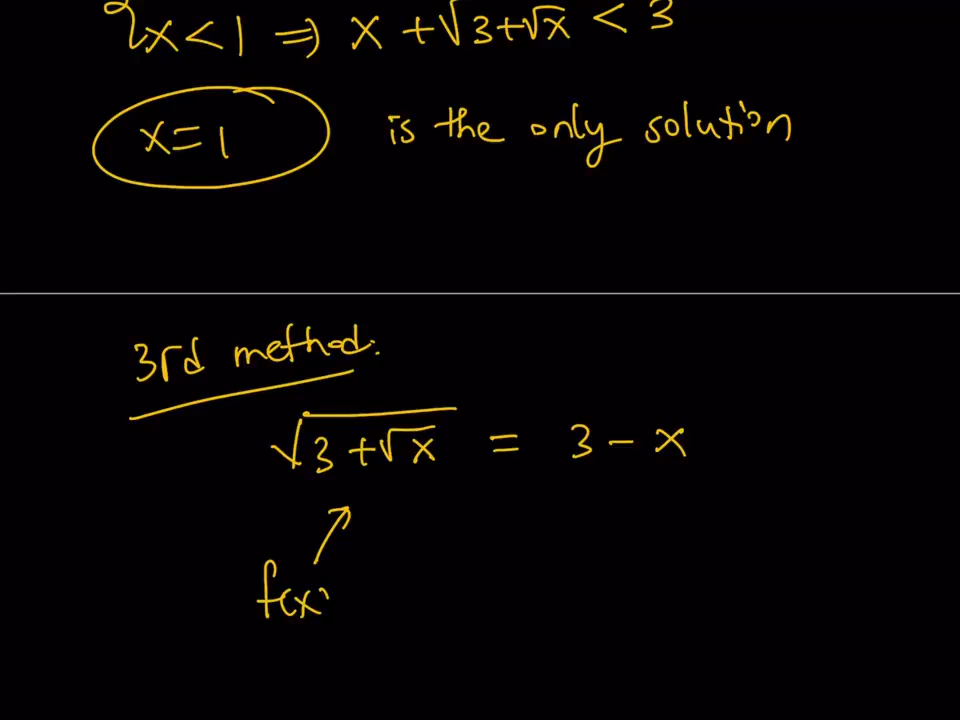 x < 1 ⇒ x + √3+√x < 3
x = 1 is the only solution
3rd method:
√3+√x = 3 - x
f(x)